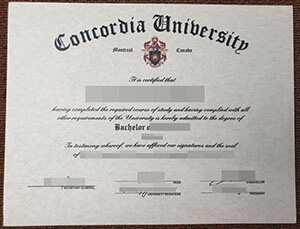 Concordia University
Montreal Canada
It is certified that
having completed the required course of study and having complied with all
other requirements of the University is hereby admitted to the degree of
Bachelor o
In testimony whereof, we have affixed our signatures and the seal
of